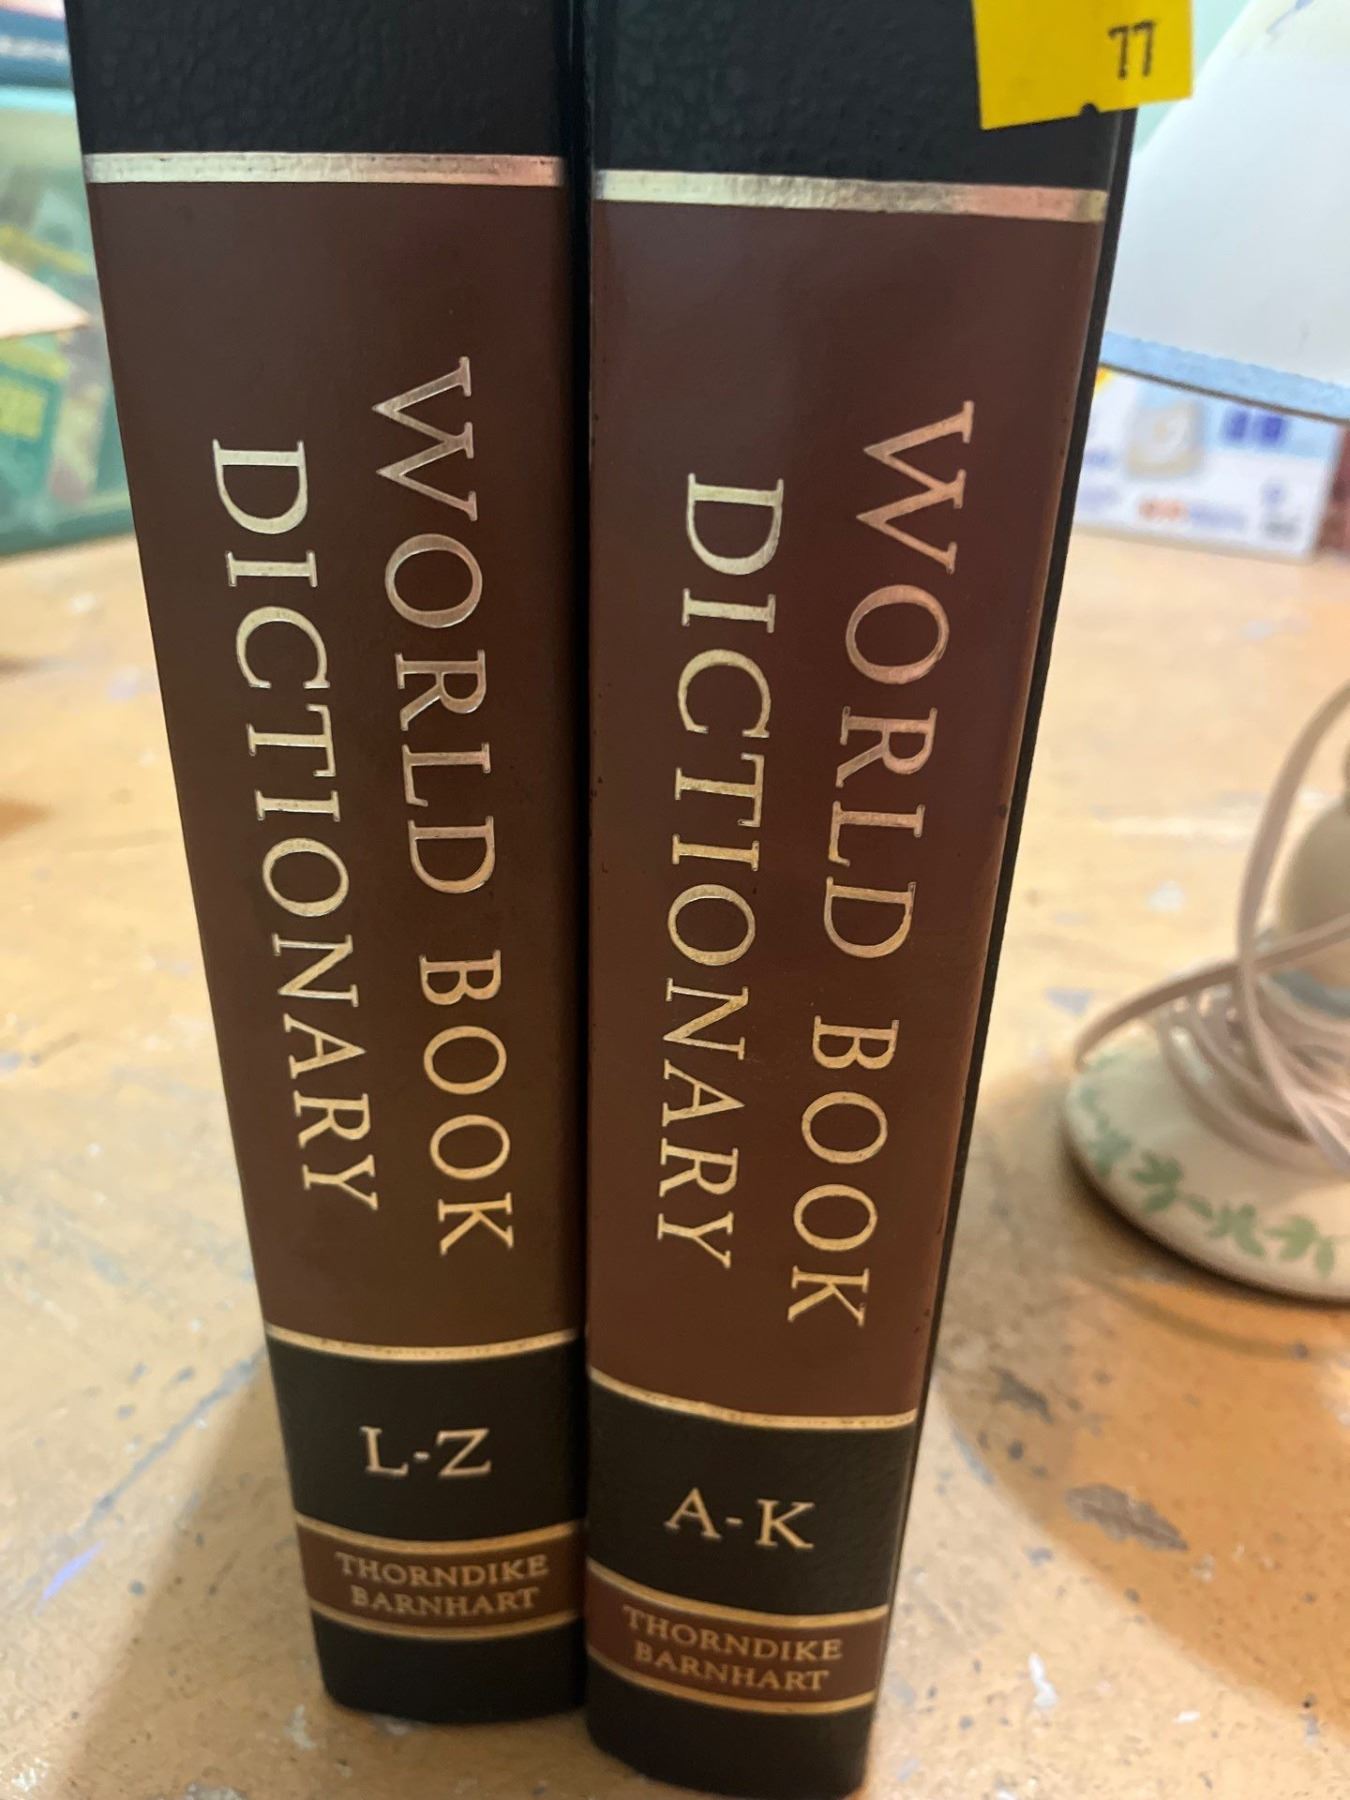 77
WORLD BOOK
DICTIONARY
L-Z
THORNDIKE
BARNHART
WORLD BOOK
DICTIONARY
A-K
THORNDIKE
BARNHART